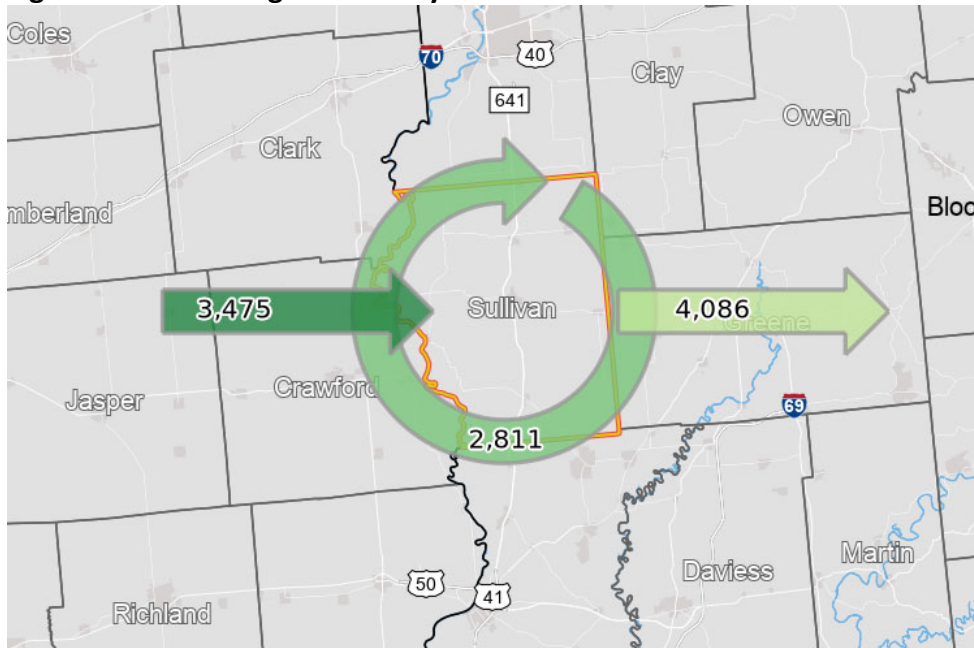 Coles
70
40
Clay
641
Owen
Clark
mberland
Bloo
3,475
Sullivan
4,086
Greene
Jasper
Crawford
69
2,811
50
41
Daviess
Martin
Richland